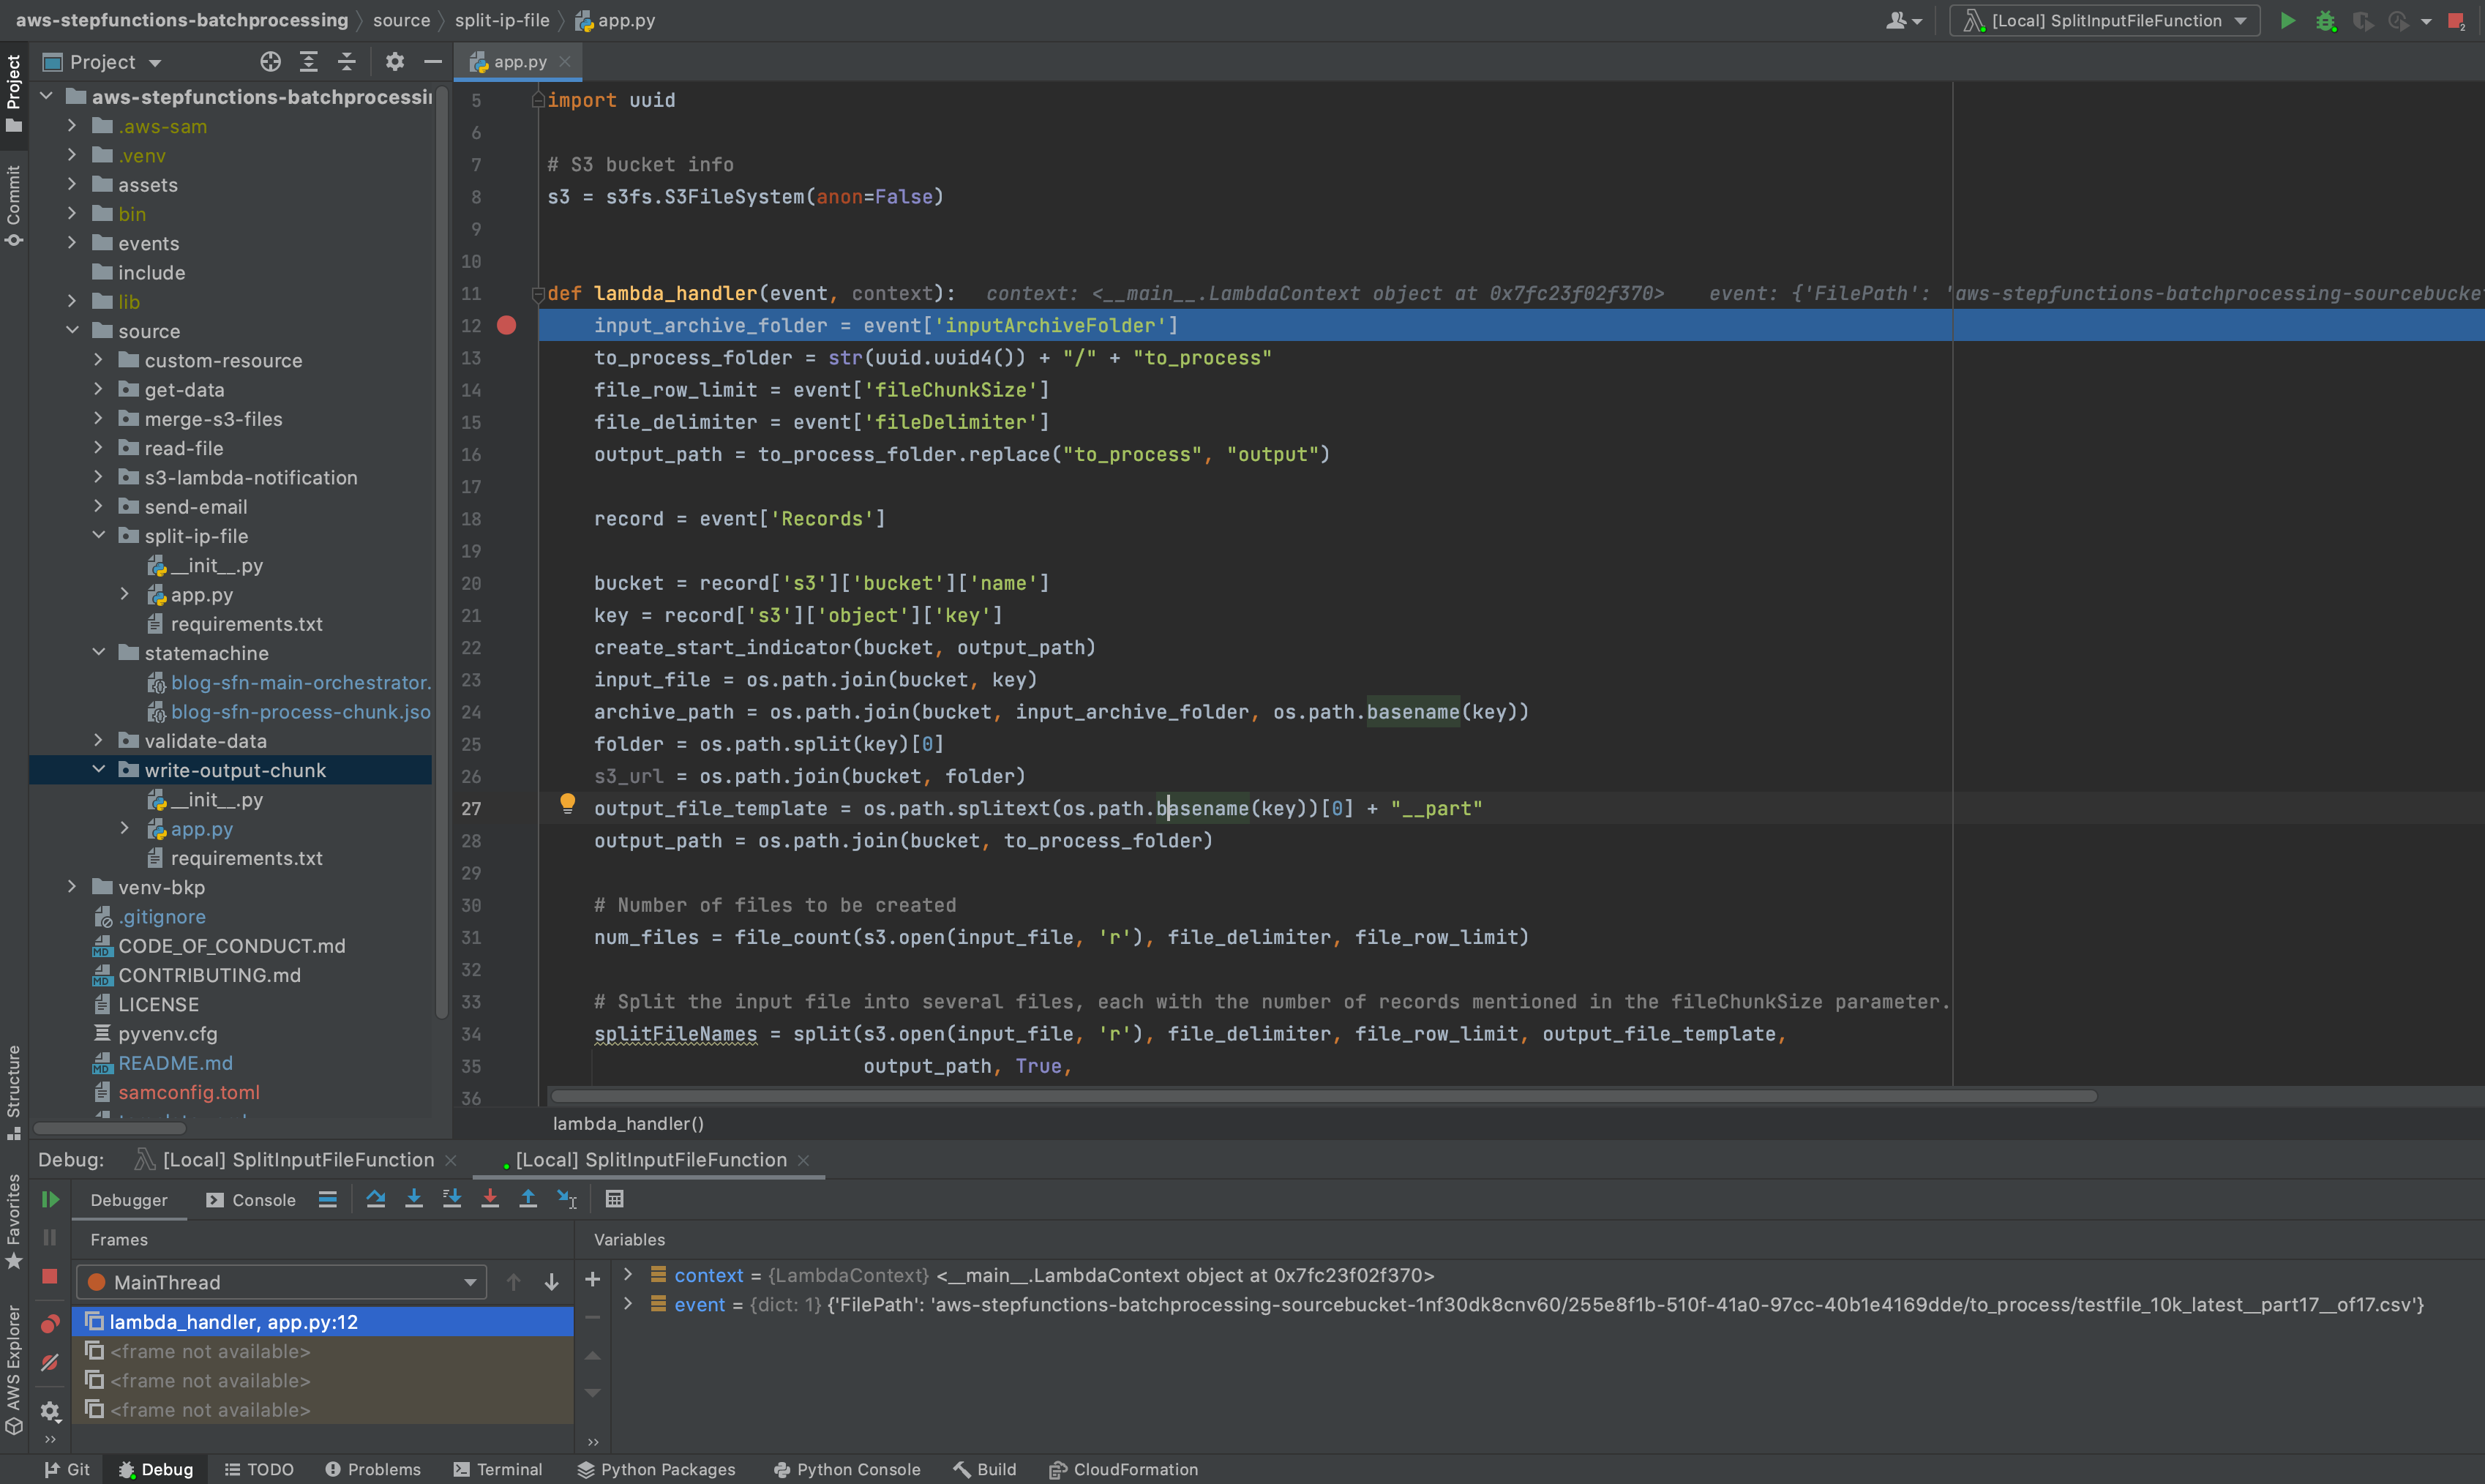 aws-stepfunctions-batchprocessing source split-ip-file app.py
[Local] SplitInputFileFunction
Project
app.py
Project
Commit
Structure
Favorites
AWS Explorer
aws-stepfunctions-batchprocessi
.aws-sam
.venv
assets
bin
events
include
lib
source
custom-resource
get-data
merge-s3-files
read-file
s3-lambda-notification
send-email
split-ip-file
__init__.py
app.py
requirements.txt
statemachine
blog-sfn-main-orchestrator.
blog-sfn-process-chunk.jso
validate-data
write-output-chunk
__init__.py
app.py
requirements.txt
venv-bkp
.gitignore
CODE_OF_CONDUCT.md
CONTRIBUTING.md
LICENSE
pyvenv.cfg
README.md
samconfig.toml
5 import uuid
6
7 # S3 bucket info
8 s3 = s3fs.S3FileSystem(anon=False)
9
10
11 def lambda_handler(event, context): context: <__main__.LambdaContext object at 0x7fc23f02f370> event: {'FilePath': 'aws-stepfunctions-batchprocessing-sourcebucke
12 input_archive_folder = event['inputArchiveFolder']
13 to_process_folder = str(uuid.uuid4()) + "/" + "to_process"
14 file_row_limit = event['fileChunkSize']
15 file_delimiter = event['fileDelimiter']
16 output_path = to_process_folder.replace("to_process", "output")
17
18 record = event['Records']
19
20 bucket = record['s3']['bucket']['name']
21 key = record['s3']['object']['key']
22 create_start_indicator(bucket, output_path)
23 input_file = os.path.join(bucket, key)
24 archive_path = os.path.join(bucket, input_archive_folder, os.path.basename(key))
25 folder = os.path.split(key)[0]
26 s3_url = os.path.join(bucket, folder)
27 output_file_template = os.path.splitext(os.path.basename(key))[0] + "__part"
28 output_path = os.path.join(bucket, to_process_folder)
29
30 # Number of files to be created
31 num_files = file_count(s3.open(input_file, 'r'), file_delimiter, file_row_limit)
32
33 # Split the input file into several files, each with the number of records mentioned in the fileChunkSize parameter.
34 splitFileNames = split(s3.open(input_file, 'r'), file_delimiter, file_row_limit, output_file_template,
35 output_path, True,
36
lambda_handler()
Debug: [Local] SplitInputFileFunction [Local] SplitInputFileFunction
Debugger Console
Frames
Variables
MainThread
lambda_handler, app.py:12
<frame not available>
<frame not available>
<frame not available>
context = {LambdaContext} <__main__.LambdaContext object at 0x7fc23f02f370>
event = {dict: 1} {'FilePath': 'aws-stepfunctions-batchprocessing-sourcebucket-1nf30dk8cnv60/255e8f1b-510f-41a0-97cc-40b1e4169dde/to_process/testfile_10k_latest__part17__of17.csv'}
Git Debug TODO Problems Terminal Python Packages Python Console Build CloudFormation